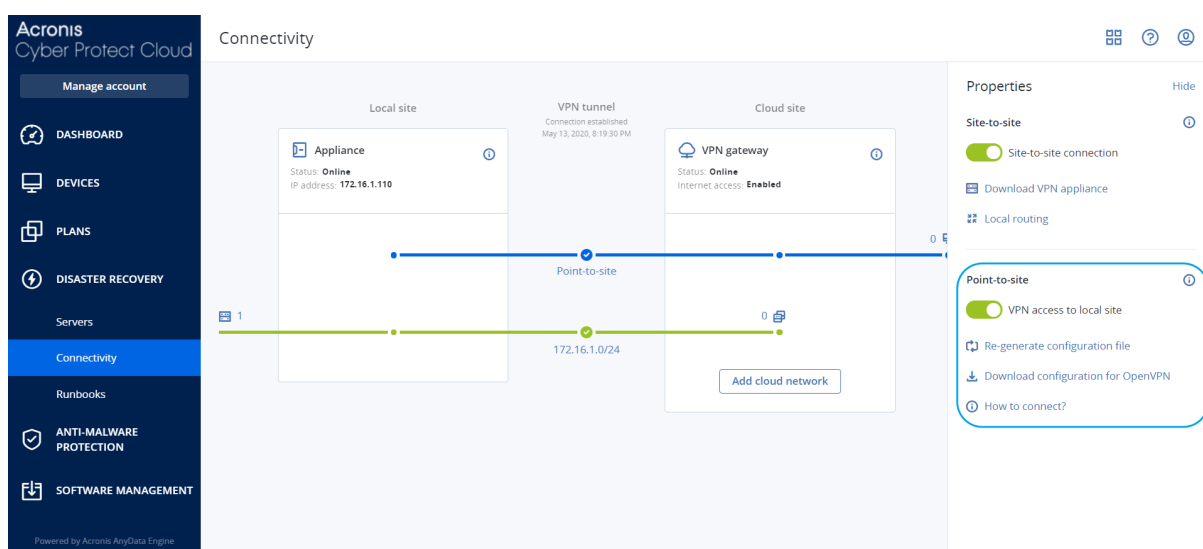 Acronis
Cyber Protect Cloud
Manage account
DASHBOARD
DEVICES
PLANS
DISASTER RECOVERY
Servers
Connectivity
Runbooks
ANTI-MALWARE
PROTECTION
SOFTWARE MANAGEMENT
Powered by Acronis AnyData Engine
Connectivity
Local site
VPN tunnel
Connection established
May 13, 2020, 8:19:30 PM
Cloud site
Appliance
Status: Online
IP address: 172.16.1.110
VPN gateway
Status: Online
Internet access: Enabled
0
Point-to-site
1
0
172.16.1.0/24
Add cloud network
Properties
Hide
Site-to-site
Site-to-site connection
Download VPN appliance
Local routing
Point-to-site
VPN access to local site
Re-generate configuration file
Download configuration for OpenVPN
How to connect?